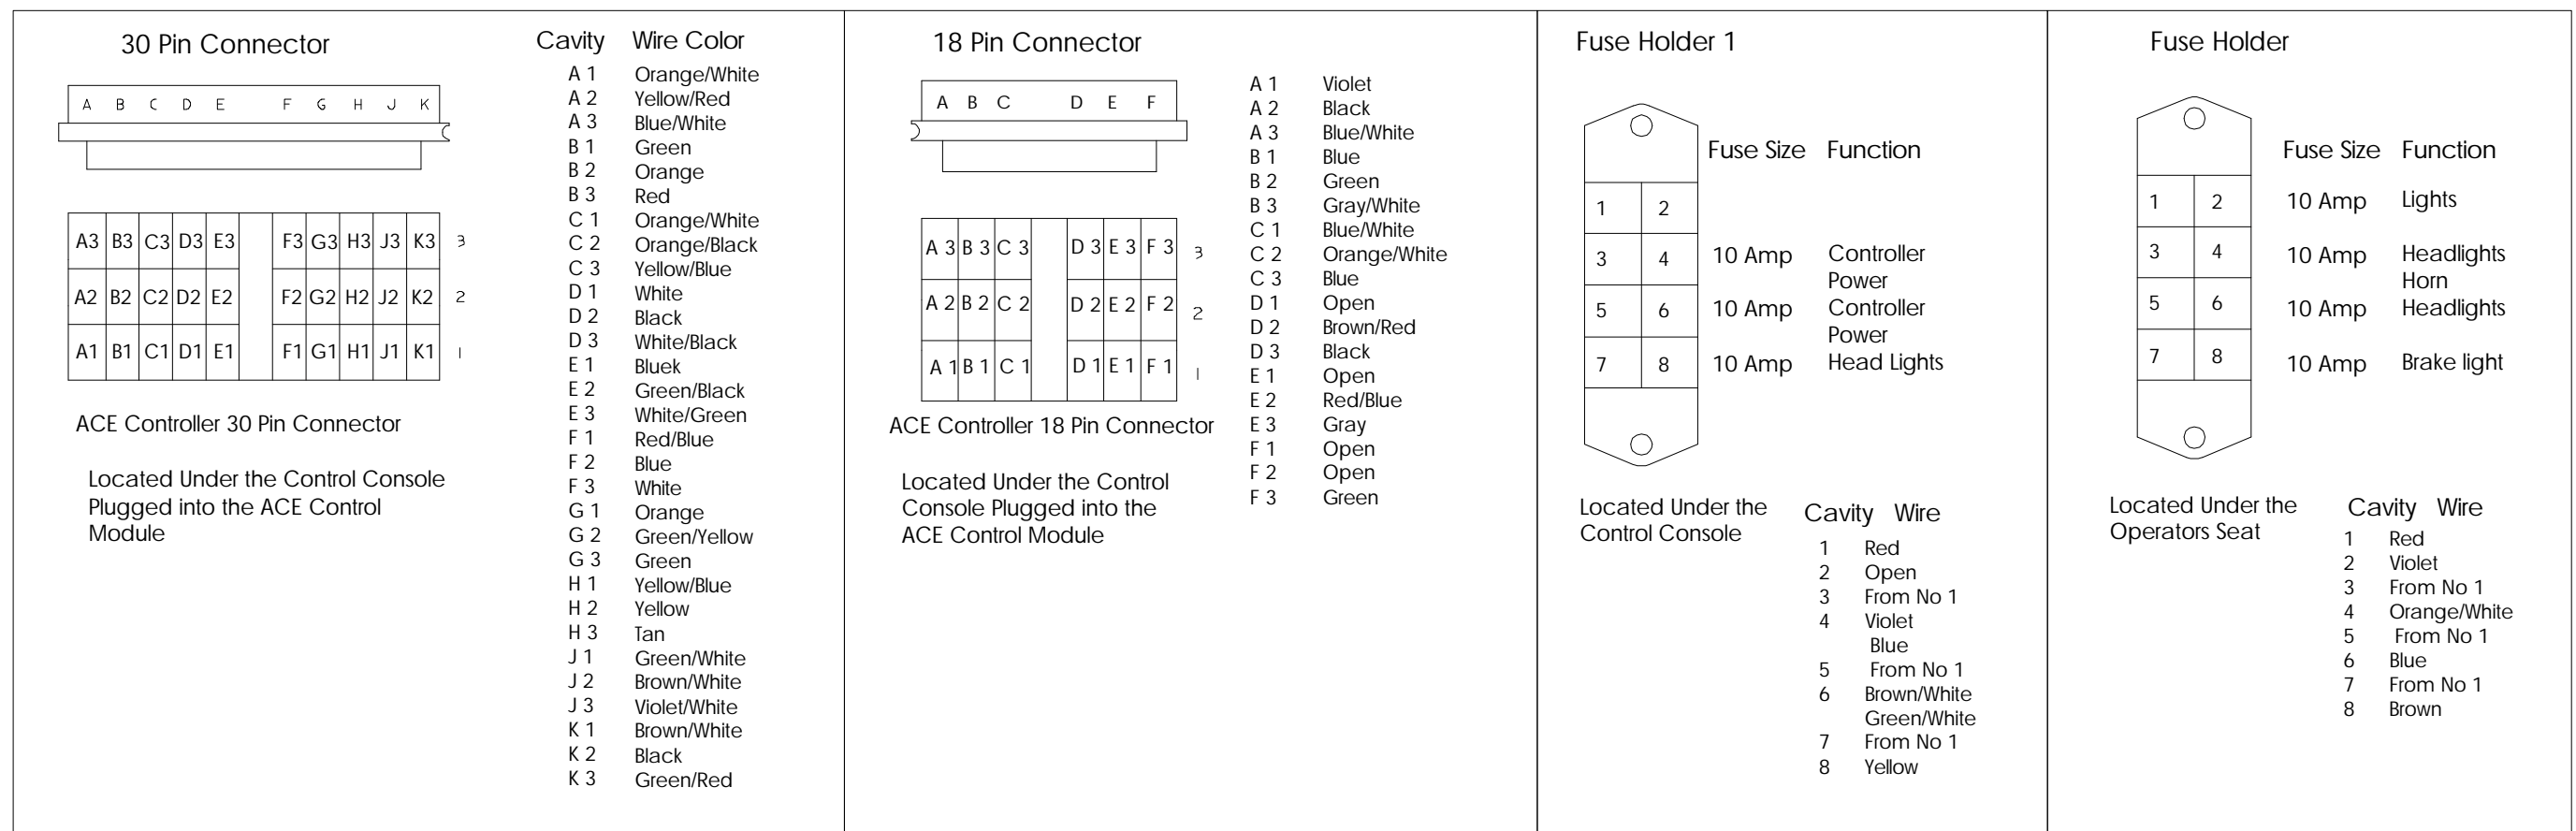 30 Pin Connector
A B C D E F G H J K
A3 B3 C3 D3 E3 F3 G3 H3 J3 K3 3
A2 B2 C2 D2 E2 F2 G2 H2 J2 K2 2
A1 B1 C1 D1 E1 F1 G1 H1 J1 K1 1
ACE Controller 30 Pin Connector
Located Under the Control Console
Plugged into the ACE Control
Module
Cavity Wire Color
A 1 Orange/White
A 2 Yellow/Red
A 3 Blue/White
B 1 Green
B 2 Orange
B 3 Red
C 1 Orange/White
C 2 Orange/Black
C 3 Yellow/Blue
D 1 White
D 2 Black
D 3 White/Black
E 1 Bluek
E 2 Green/Black
E 3 White/Green
F 1 Red/Blue
F 2 Blue
F 3 White
G 1 Orange
G 2 Green/Yellow
G 3 Green
H 1 Yellow/Blue
H 2 Yellow
H 3 Tan
J 1 Green/White
J 2 Brown/White
J 3 Violet/White
K 1 Brown/White
K 2 Black
K 3 Green/Red
18 Pin Connector
A B C D E F
A 3 B 3 C 3 D 3 E 3 F 3 3
A 2 B 2 C 2 D 2 E 2 F 2 2
A 1 B 1 C 1 D 1 E 1 F 1 1
ACE Controller 18 Pin Connector
Located Under the Control
Console Plugged into the
ACE Control Module
A 1 Violet
A 2 Black
A 3 Blue/White
B 1 Blue
B 2 Green
B 3 Gray/White
C 1 Blue/White
C 2 Orange/White
C 3 Blue
D 1 Open
D 2 Brown/Red
D 3 Black
E 1 Open
E 2 Red/Blue
E 3 Gray
F 1 Open
F 2 Open
F 3 Green
Fuse Holder 1
Fuse Size Function
1 2
3 4 10 Amp Controller
Power
5 6 10 Amp Controller
Power
7 8 10 Amp Head Lights
Located Under the
Control Console
Cavity Wire
1 Red
2 Open
3 From No 1
4 Violet
Blue
5 From No 1
6 Brown/White
Green/White
7 From No 1
8 Yellow
Fuse Holder
Fuse Size Function
1 2 10 Amp Lights
3 4 10 Amp Headlights
Horn
5 6 10 Amp Headlights
7 8 10 Amp Brake light
Located Under the
Operators Seat
Cavity Wire
1 Red
2 Violet
3 From No 1
4 Orange/White
5 From No 1
6 Blue
7 From No 1
8 Brown